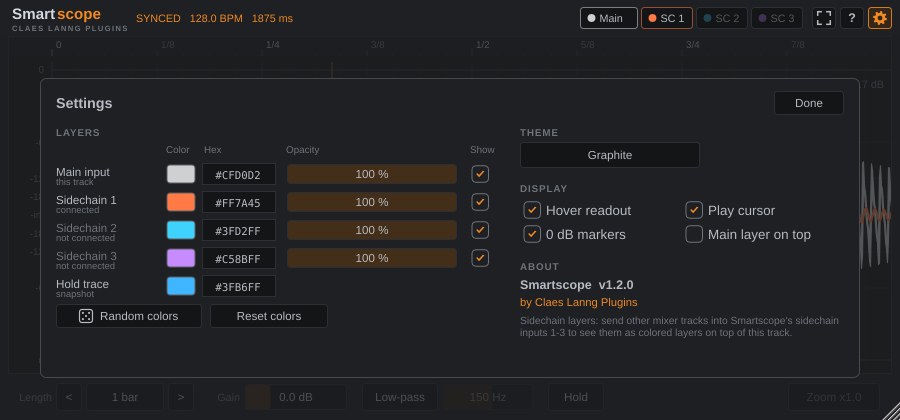 Smartscope
CLAES LANNG PLUGINS
SYNCED 128.0 BPM 1875 ms
Main SC 1 SC 2 SC 3 ?
0 1/8 1/4 3/8 1/2 5/8 3/4 7/8
0
Settings
Done
LAYERS
Color Hex Opacity Show
Main input
this track
#CFD0D2 100 %
Sidechain 1
connected
#FF7A45 100 %
Sidechain 2
not connected
#3FD2FF 100 %
Sidechain 3
not connected
#C58BFF 100 %
Hold trace
snapshot
#3FB6FF
Random colors Reset colors
THEME
Graphite
DISPLAY
Hover readout Play cursor
0 dB markers Main layer on top
ABOUT
Smartscope v1.2.0
by Claes Lanng Plugins
Sidechain layers: send other mixer tracks into Smartscope's sidechain
inputs 1-3 to see them as colored layers on top of this track.
Length < 1 bar > Gain 0.0 dB Low-pass 150 Hz Hold Zoom x1.0